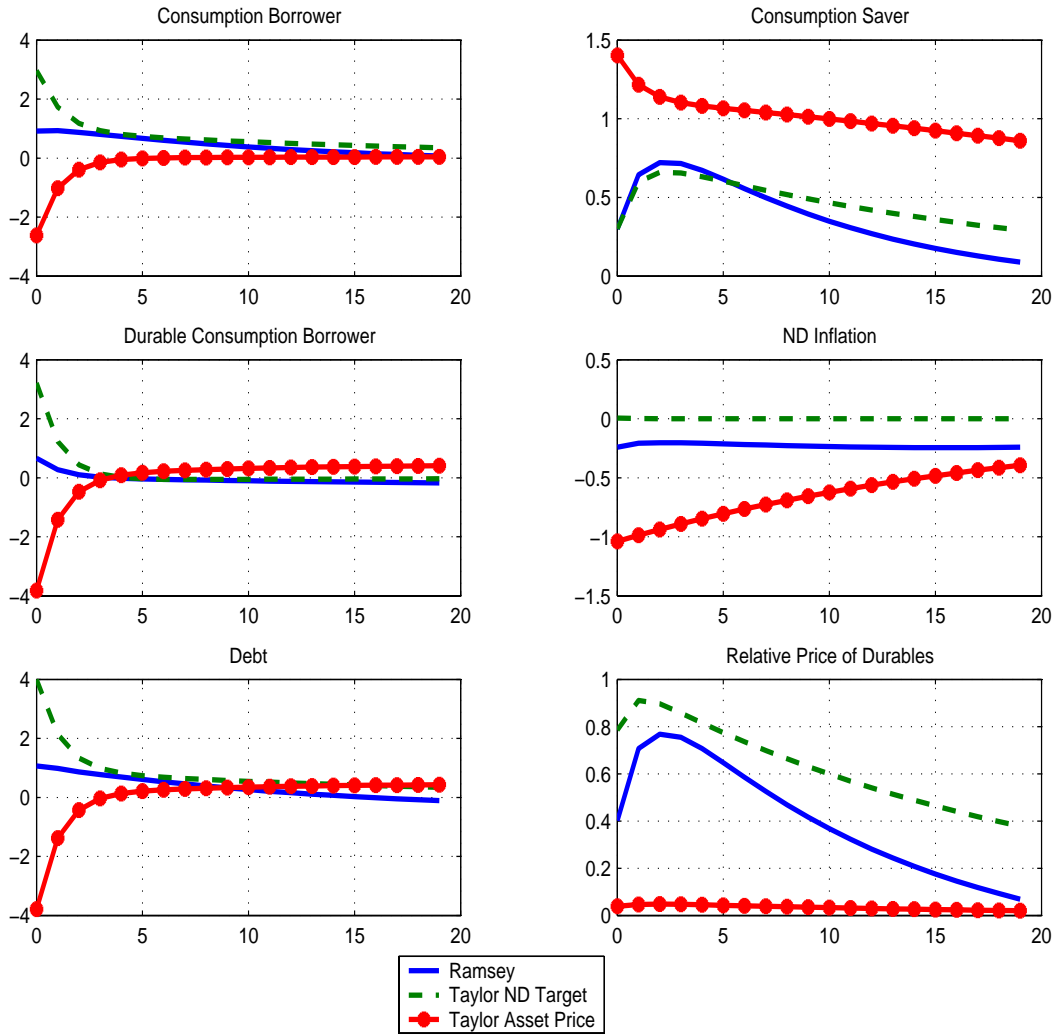 Consumption Borrower
4
2
0
−2
−4
0 5 10 15 20
Consumption Saver
1.5
1
0.5
0
0 5 10 15 20
Durable Consumption Borrower
4
2
0
−2
−4
0 5 10 15 20
ND Inflation
0.5
0
−0.5
−1
−1.5
0 5 10 15 20
Debt
4
2
0
−2
−4
0 5 10 15 20
Relative Price of Durables
1
0.8
0.6
0.4
0.2
0
0 5 10 15 20
Ramsey
Taylor ND Target
Taylor Asset Price